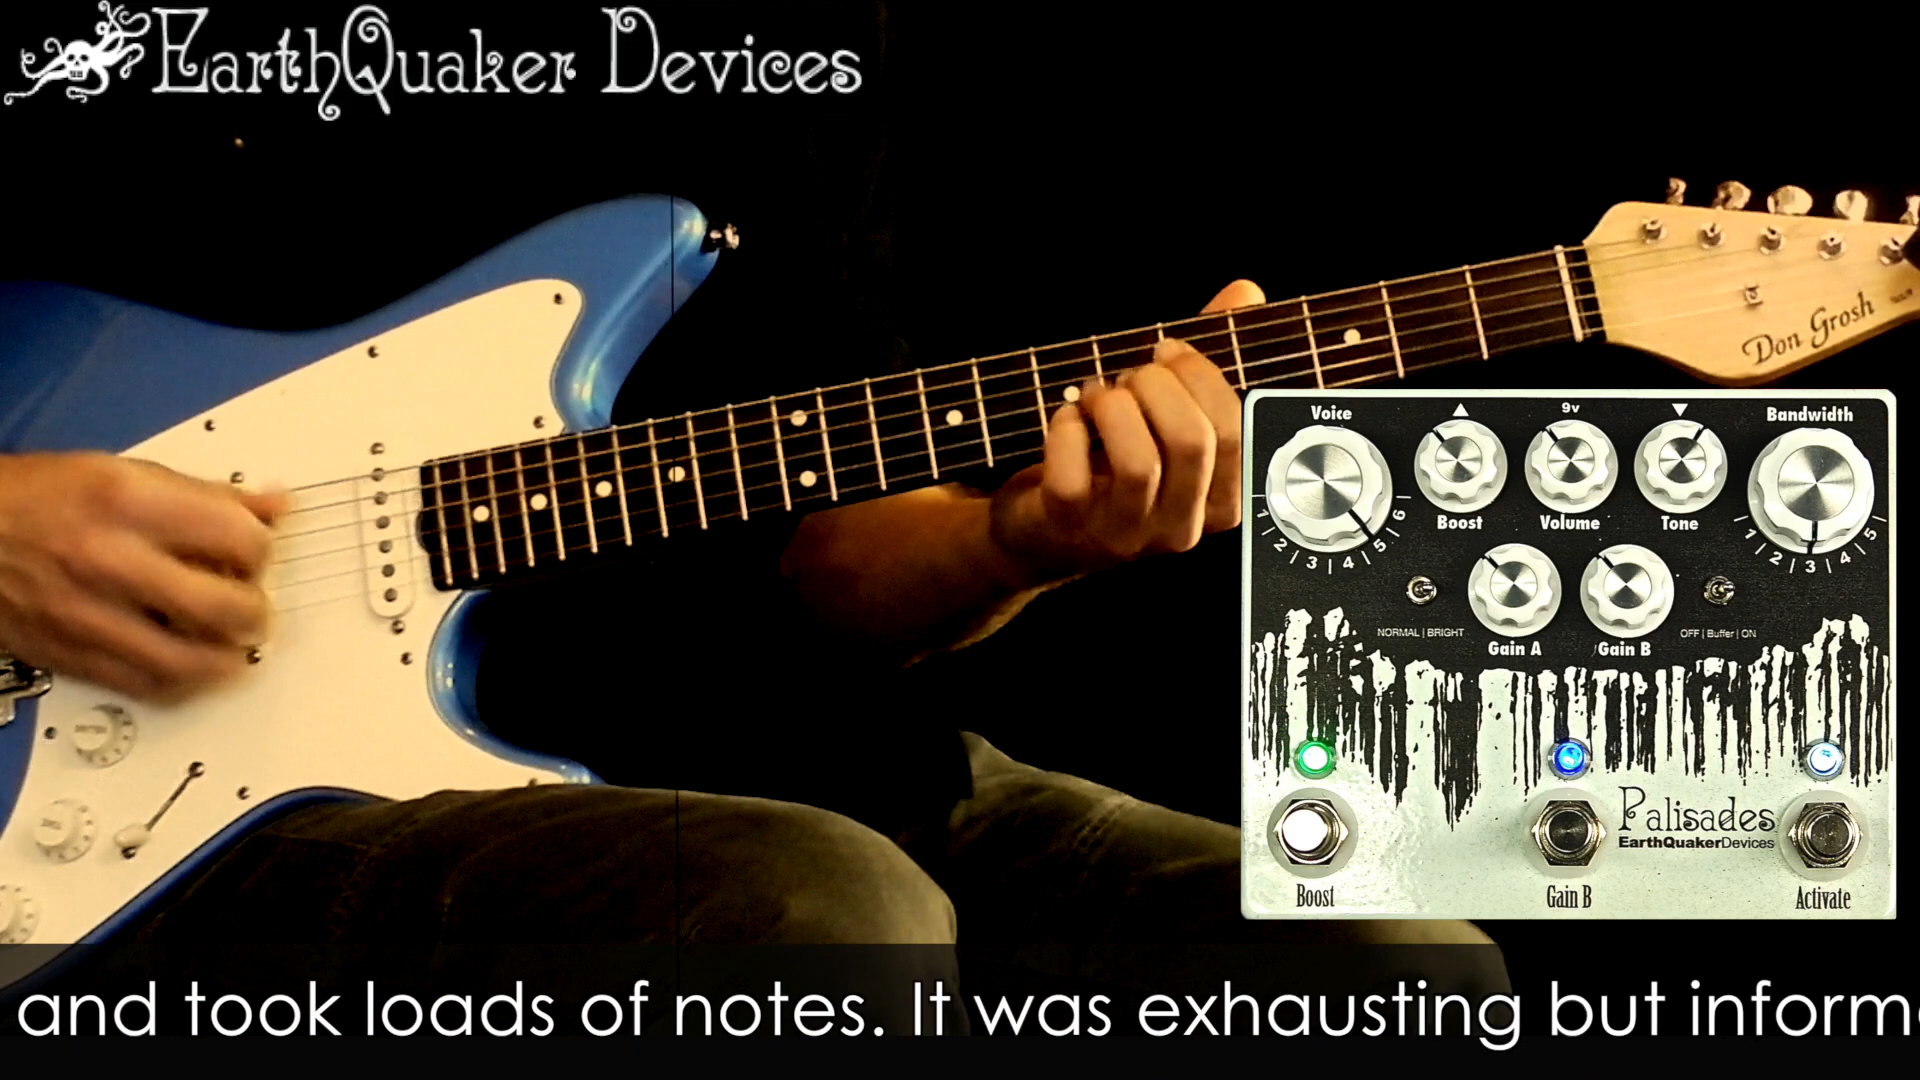 EarthQuaker Devices
Don Grosh
Voice
9v
Bandwidth
Boost
Volume
Tone
1 | 2 | 3 | 4 | 5 | 6
1 | 2 | 3 | 4 | 5
NORMAL | BRIGHT
OFF | Buffer | ON
Gain A
Gain B
Palisades
EarthQuakerDevices
Boost
Gain B
Activate
and took loads of notes. It was exhausting but inform